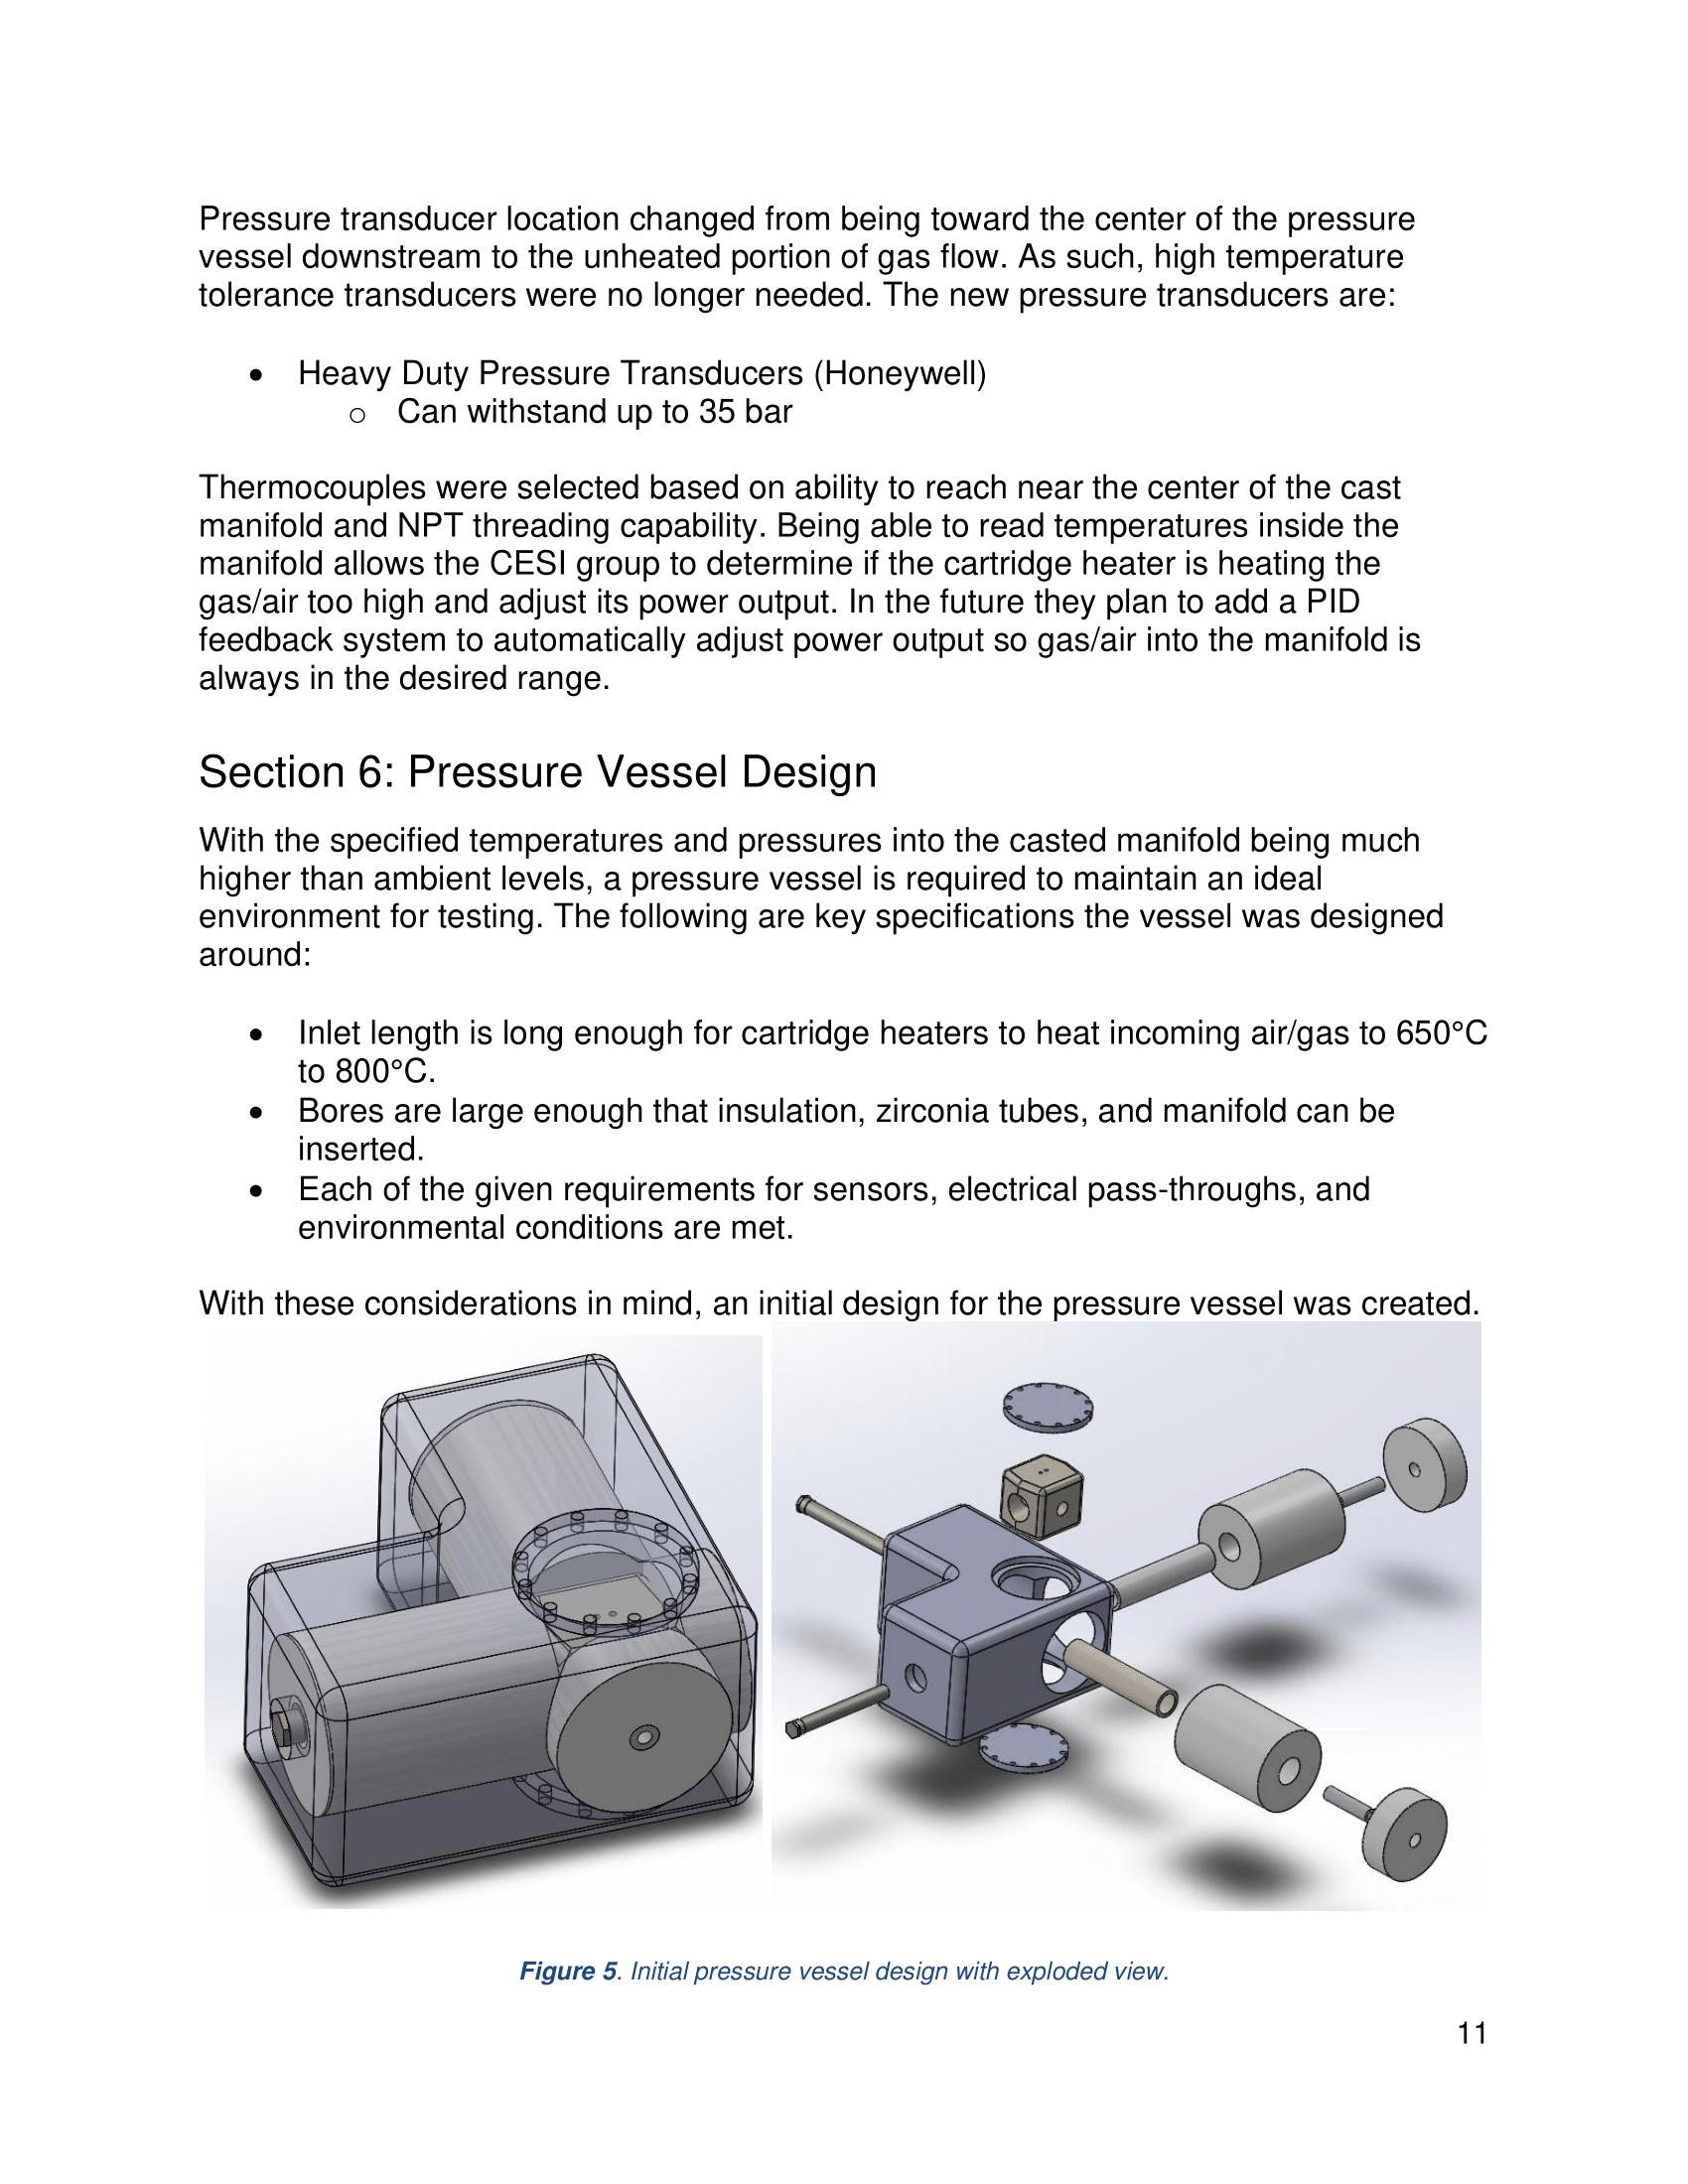 Pressure transducer location changed from being toward the center of the pressure
vessel downstream to the unheated portion of gas flow. As such, high temperature
tolerance transducers were no longer needed. The new pressure transducers are:
• Heavy Duty Pressure Transducers (Honeywell)
o Can withstand up to 35 bar
Thermocouples were selected based on ability to reach near the center of the cast
manifold and NPT threading capability. Being able to read temperatures inside the
manifold allows the CESI group to determine if the cartridge heater is heating the
gas/air too high and adjust its power output. In the future they plan to add a PID
feedback system to automatically adjust power output so gas/air into the manifold is
always in the desired range.
Section 6: Pressure Vessel Design
With the specified temperatures and pressures into the casted manifold being much
higher than ambient levels, a pressure vessel is required to maintain an ideal
environment for testing. The following are key specifications the vessel was designed
around:
• Inlet length is long enough for cartridge heaters to heat incoming air/gas to 650°C
to 800°C.
• Bores are large enough that insulation, zirconia tubes, and manifold can be
inserted.
• Each of the given requirements for sensors, electrical pass-throughs, and
environmental conditions are met.
With these considerations in mind, an initial design for the pressure vessel was created.
Figure 5. Initial pressure vessel design with exploded view.
11